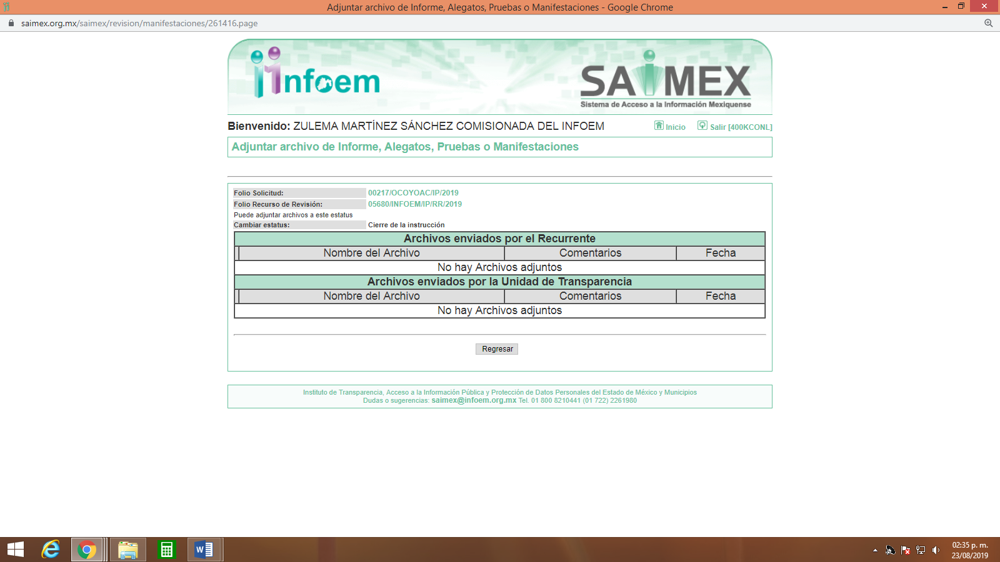 Adjuntar archivo de Informe, Alegatos, Pruebas o Manifestaciones - Google Chrome
saimex.org.mx/saimex/revision/manifestaciones/261416.page
infoem
SAIMEX
Sistema de Acceso a la Información Mexiquense
Bienvenido: ZULEMA MARTÍNEZ SÁNCHEZ COMISIONADA DEL INFOEM
Inicio
Salir [400KCONL]
Adjuntar archivo de Informe, Alegatos, Pruebas o Manifestaciones
Folio Solicitud: 00217/OCOYOAC/IP/2019
Folio Recurso de Revisión: 05680/INFOEM/IP/RR/2019
Puede adjuntar archivos a este estatus
Cambiar estatus: Cierre de la instrucción
Archivos enviados por el Recurrente
Nombre del Archivo Comentarios Fecha
No hay Archivos adjuntos
Archivos enviados por la Unidad de Transparencia
Nombre del Archivo Comentarios Fecha
No hay Archivos adjuntos
Regresar
Instituto de Transparencia, Acceso a la Información Pública y Protección de Datos Personales del Estado de México y Municipios
Dudas o sugerencias: saimex@infoem.org.mx Tel. 01 800 8210441 (01 722) 2261980
02:35 p. m.
23/08/2019